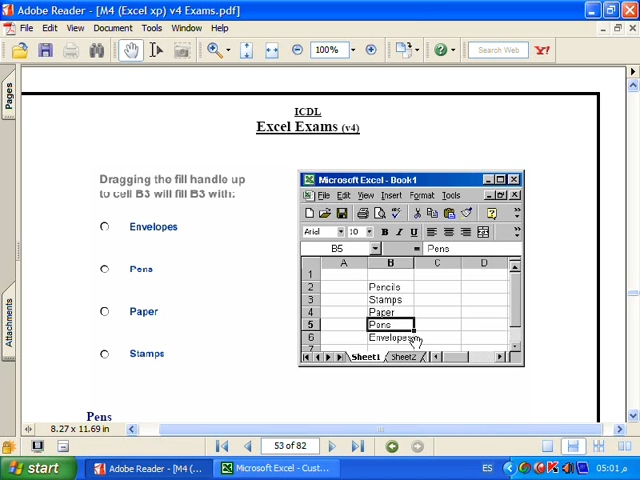 Adobe Reader - [M4 (Excel xp) v4 Exams.pdf]
File Edit View Document Tools Window Help
100%
Search Web
Y!
Pages
Attachments
ICDL
Excel Exams (v4)
Dragging the fill handle up
to cell B3 will fill B3 with:
Envelopes
Pens
Paper
Stamps
Microsoft Excel - Book1
File Edit View Insert Format Tools
Arial 10 B I U
B5 = Pens
A B C D
1
2 Pencils
3 Stamps
4 Paper
5 Pens
6 Envelopes
7
Sheet1 Sheet2
Pens
8.27 x 11.69 in
53 of 82
start
Adobe Reader - [M4 (...
Microsoft Excel - Cust...
ES
05:01 م